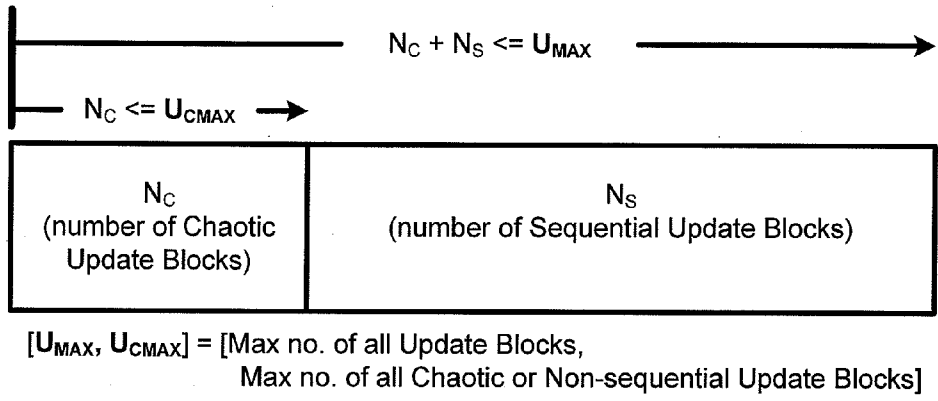 N_C + N_S <= U_MAX
N_C <= U_CMAX
N_C
(number of Chaotic
Update Blocks)
N_S
(number of Sequential Update Blocks)
[U_MAX, U_CMAX] = [Max no. of all Update Blocks,
Max no. of all Chaotic or Non-sequential Update Blocks]